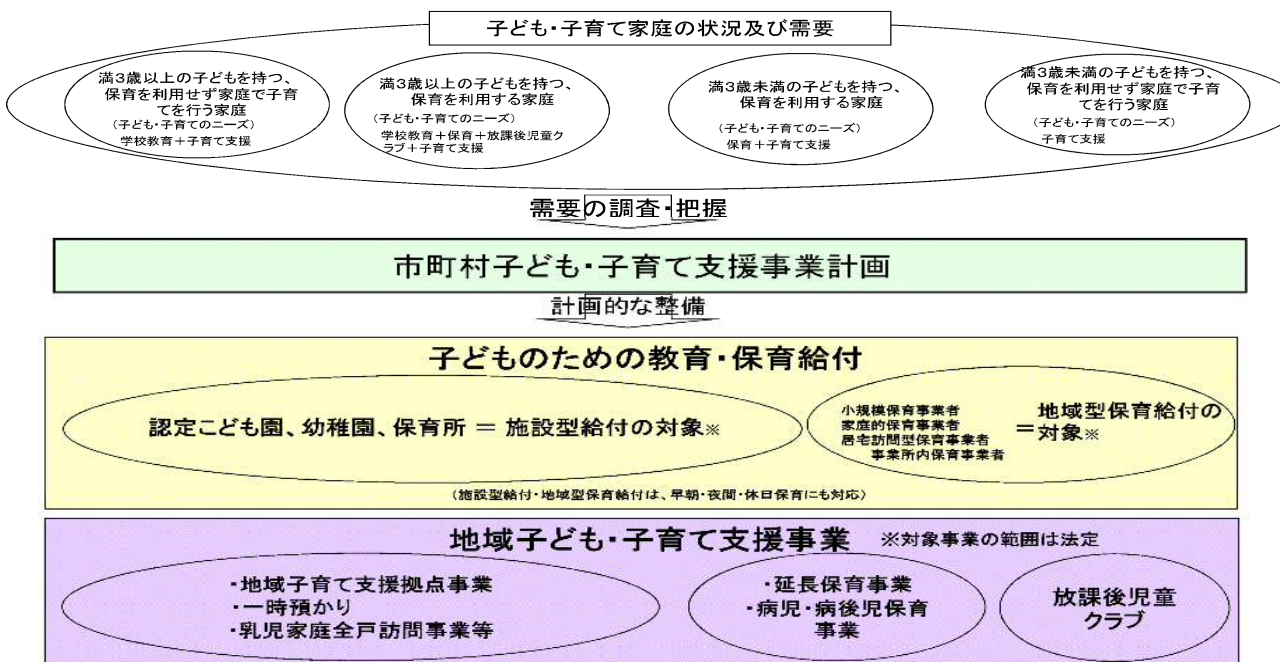 子ども・子育て家庭の状況及び需要
満3歳以上の子どもを持つ、
保育を利用せず家庭で子育
てを行う家庭
(子ども・子育てのニーズ)
学校教育+子育て支援
満3歳以上の子どもを持つ、
保育を利用する家庭
(子ども・子育てのニーズ)
学校教育+保育+放課後児童ク
ラブ+子育て支援
満3歳未満の子どもを持つ、
保育を利用する家庭
(子ども・子育てのニーズ)
保育+子育て支援
満3歳未満の子どもを持つ、
保育を利用せず家庭で子育
てを行う家庭
(子ども・子育てのニーズ)
子育て支援
需要の調査・把握
市町村子ども・子育て支援事業計画
計画的な整備
子どものための教育・保育給付
認定こども園、幼稚園、保育所 = 施設型給付の対象※
小規模保育事業者
家庭的保育事業者
居宅訪問型保育事業者
事業所内保育事業者
=地域型保育給付の
対象※
(施設型給付・地域型保育給付は、早朝・夜間・休日保育にも対応)
地域子ども・子育て支援事業 ※対象事業の範囲は法定
・地域子育て支援拠点事業
・一時預かり
・乳児家庭全戸訪問事業等
・延長保育事業
・病児・病後児保育
事業
放課後児童
クラブ